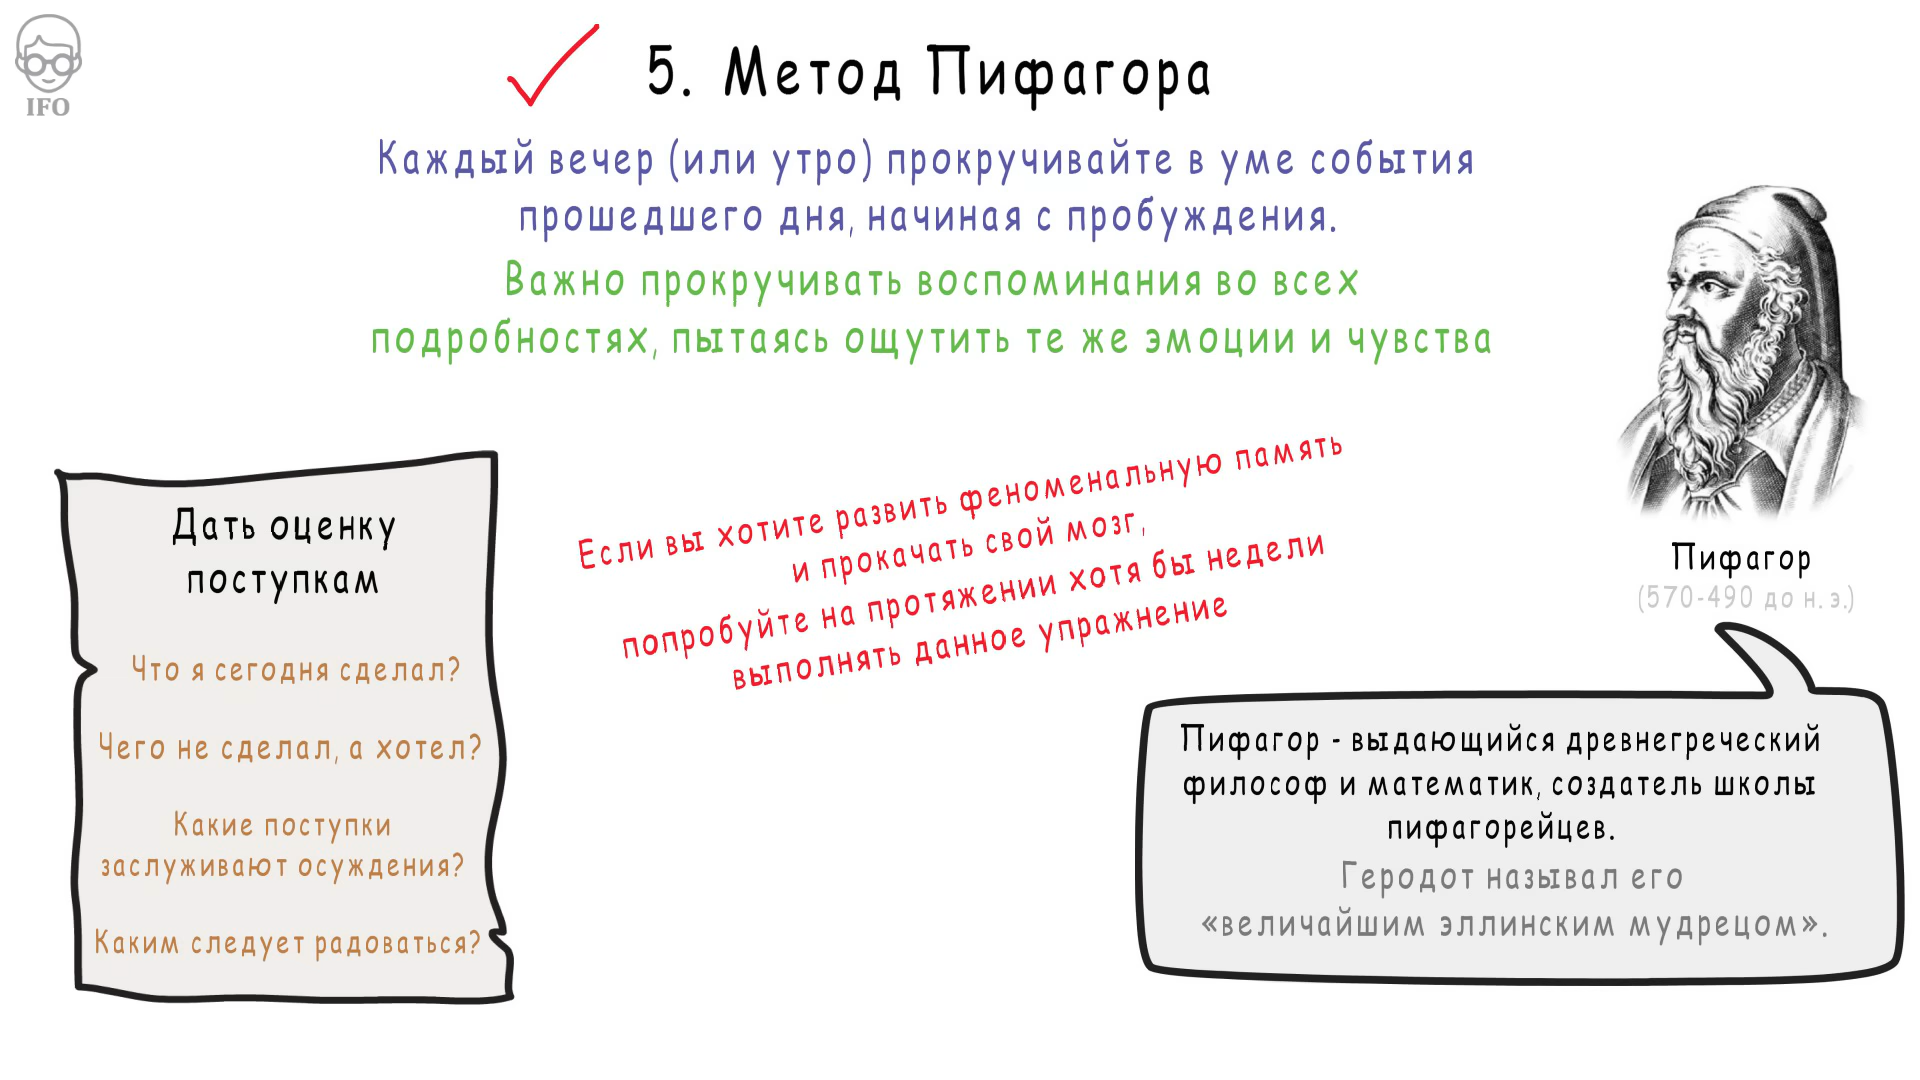 IFO
5. Метод Пифагора
Каждый вечер (или утро) прокручивайте в уме события
прошедшего дня, начиная с пробуждения.
Важно прокручивать воспоминания во всех
подробностях, пытаясь ощутить те же эмоции и чувства
Дать оценку
поступкам
Что я сегодня сделал?
Чего не сделал, а хотел?
Какие поступки
заслуживают осуждения?
Каким следует радоваться?
Если вы хотите развить феноменальную память
и прокачать свой мозг,
попробуйте на протяжении хотя бы недели
выполнять данное упражнение
Пифагор
(570-490 до н.э.)
Пифагор - выдающийся древнегреческий
философ и математик, создатель школы
пифагорейцев.
Геродот называл его
«величайшим эллинским мудрецом».